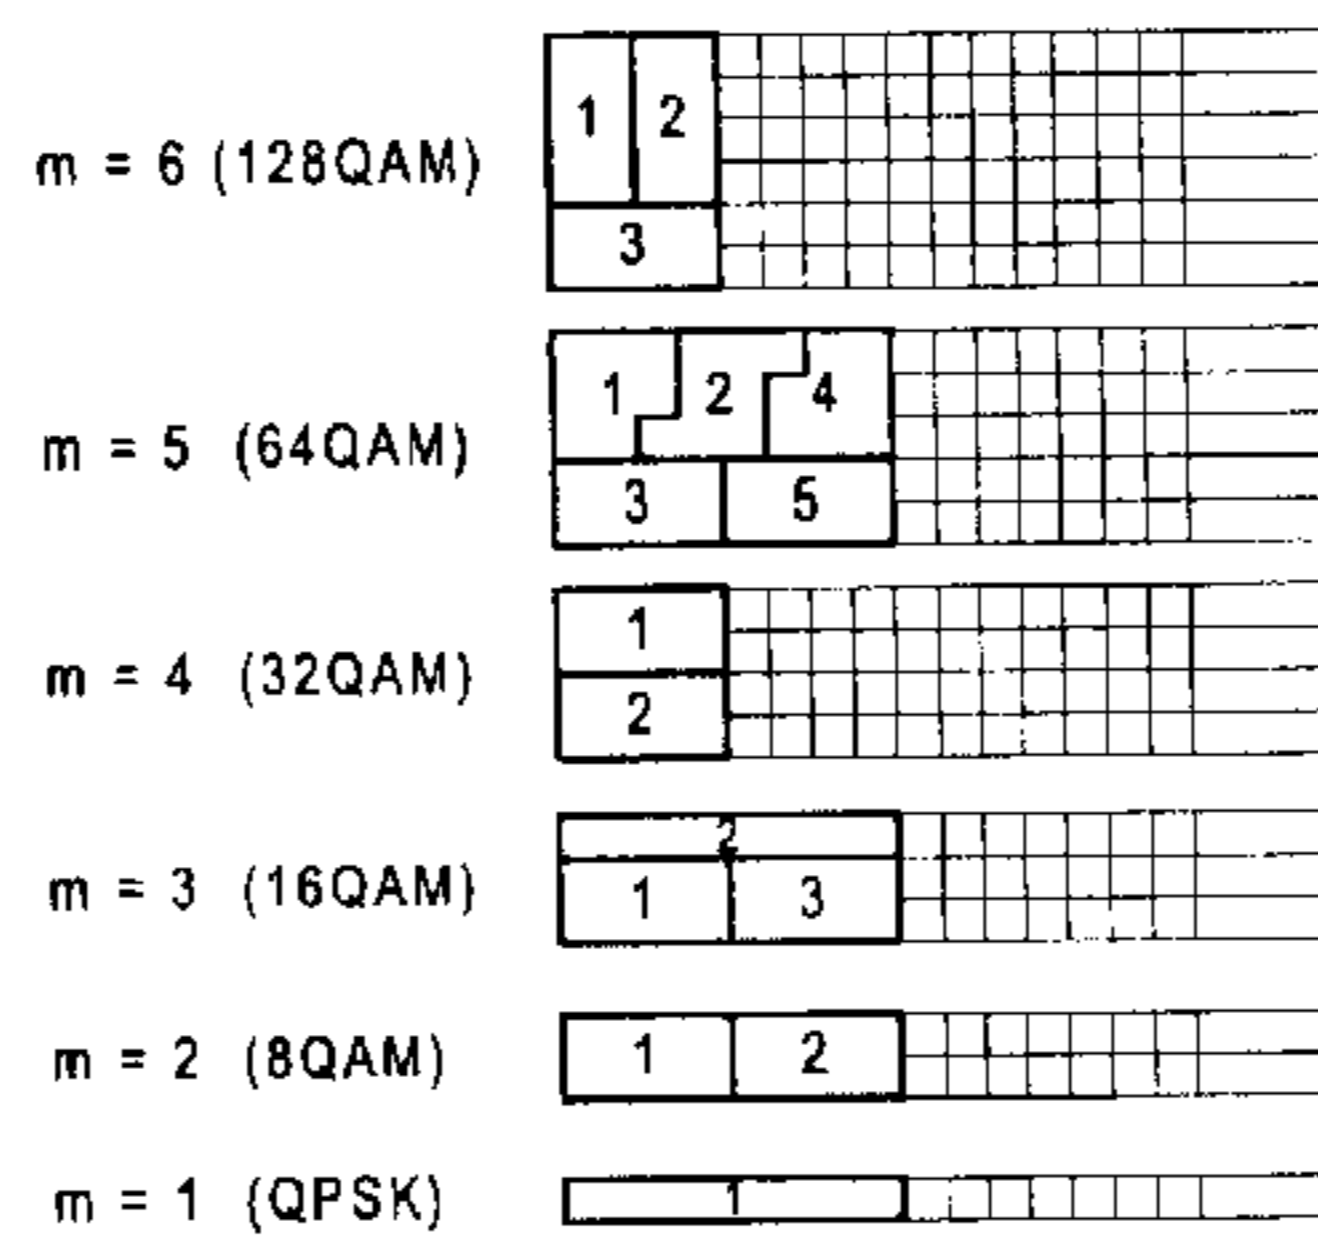 m = 6 (128QAM)
1 2
3
m = 5 (64QAM)
1 2 4
3 5
m = 4 (32QAM)
1
2
m = 3 (16QAM)
2
1 3
m = 2 (8QAM)
1 2
m = 1 (QPSK)
1